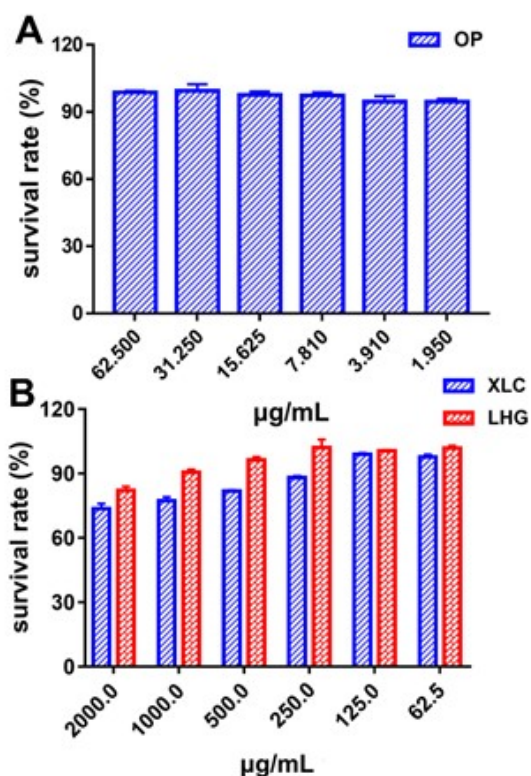 A
OP
survival rate (%)
120
90
60
30
0
62.500
31.250
15.625
7.810
3.910
1.950
µg/mL
B
XLC
LHG
survival rate (%)
120
90
60
30
0
2000.0
1000.0
500.0
250.0
125.0
62.5
µg/mL